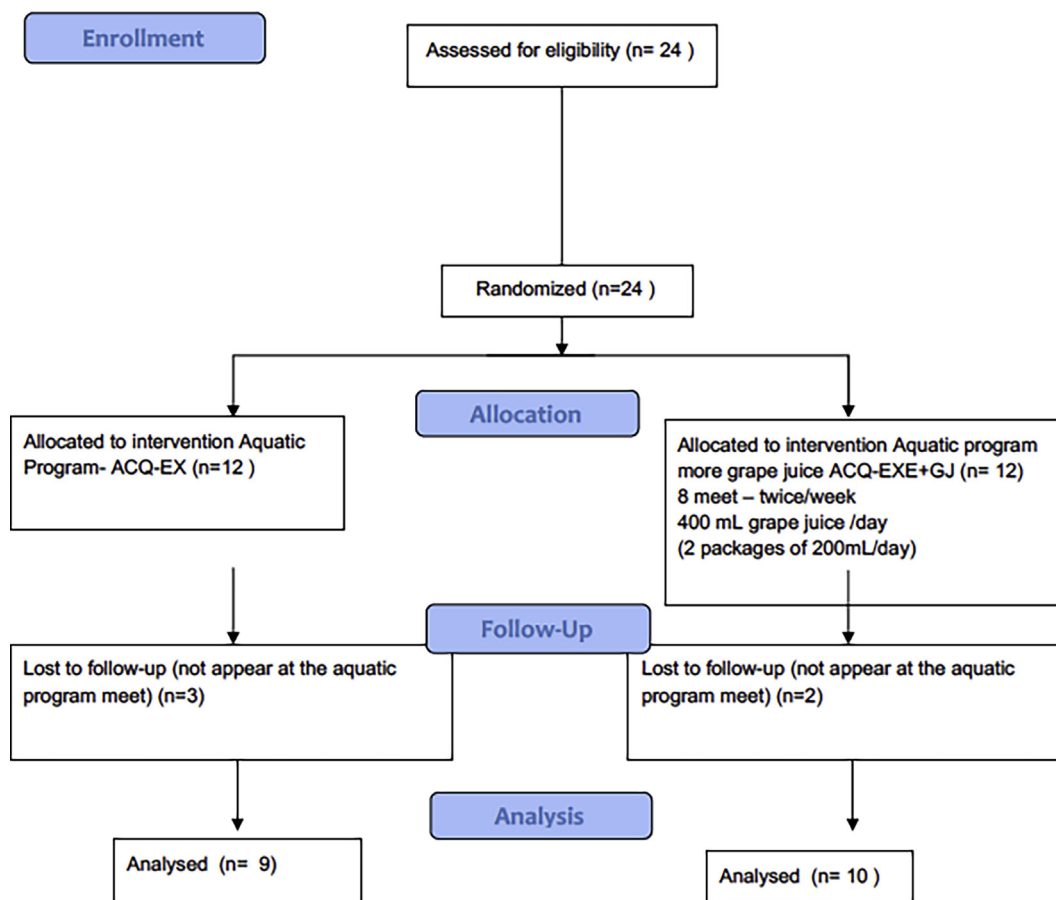 Enrollment
Assessed for eligibility (n= 24 )
Randomized (n=24 )
Allocation
Allocated to intervention Aquatic
Program- ACQ-EX (n=12 )
Allocated to intervention Aquatic program
more grape juice ACQ-EXE+GJ (n= 12)
8 meet – twice/week
400 mL grape juice /day
(2 packages of 200mL/day)
Follow-Up
Lost to follow-up (not appear at the aquatic
program meet) (n=3)
Lost to follow-up (not appear at the aquatic
program meet) (n=2)
Analysis
Analysed (n= 9)
Analysed (n= 10 )